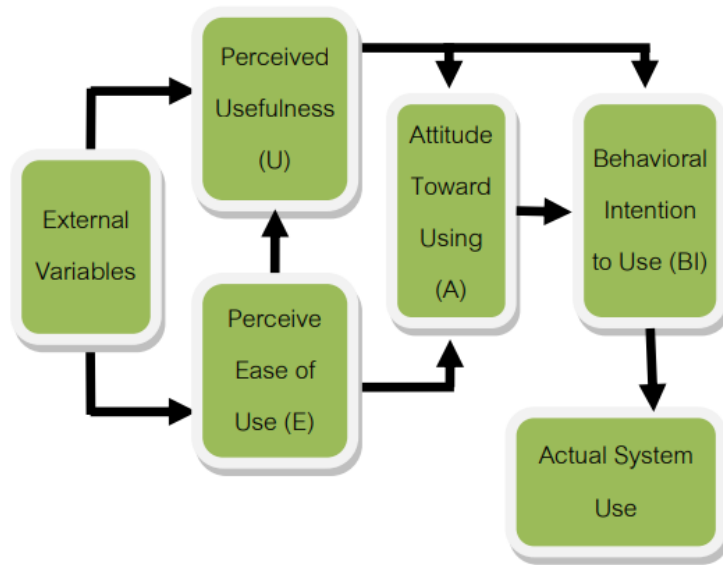 Perceived
Usefulness
(U)
External
Variables
Perceive
Ease of
Use (E)
Attitude
Toward
Using
(A)
Behavioral
Intention
to Use (BI)
Actual System
Use